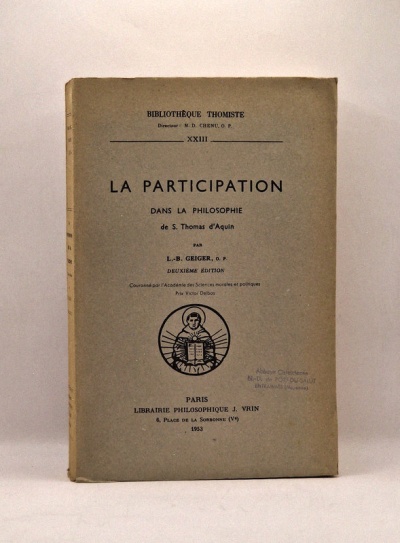 BIBLIOTHÈQUE THOMISTE
Directeur : M. D. CHENU, O. P.
XXIII
LA PARTICIPATION
DANS LA PHILOSOPHIE
de S. Thomas d'Aquin
PAR
L.-B. GEIGER, O. P.
DEUXIÈME ÉDITION
Couronné par l'Académie des Sciences morales et politiques
Prix Victor Delbos
PARIS
LIBRAIRIE PHILOSOPHIQUE J. VRIN
6, PLACE DE LA SORBONNE (Vᵉ)
1953